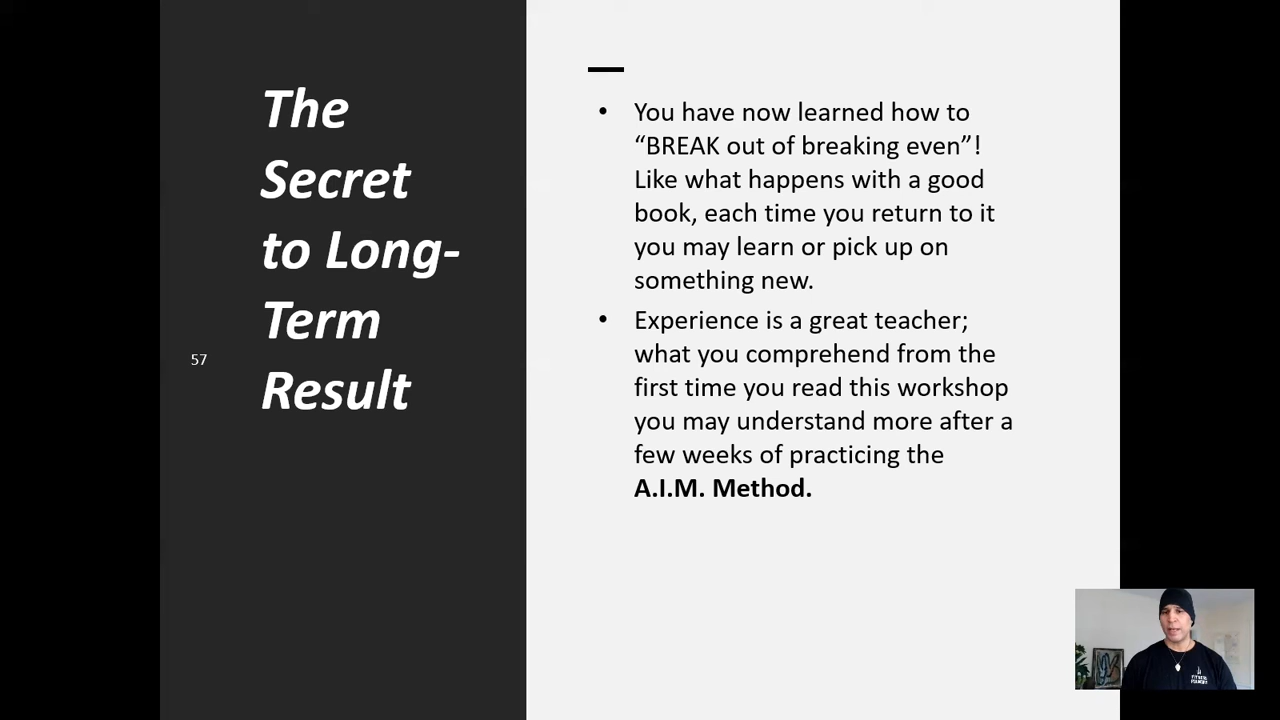 The
Secret
to Long-
Term
Result
57
• You have now learned how to
“BREAK out of breaking even”!
Like what happens with a good
book, each time you return to it
you may learn or pick up on
something new.
• Experience is a great teacher;
what you comprehend from the
first time you read this workshop
you may understand more after a
few weeks of practicing the
A.I.M. Method.